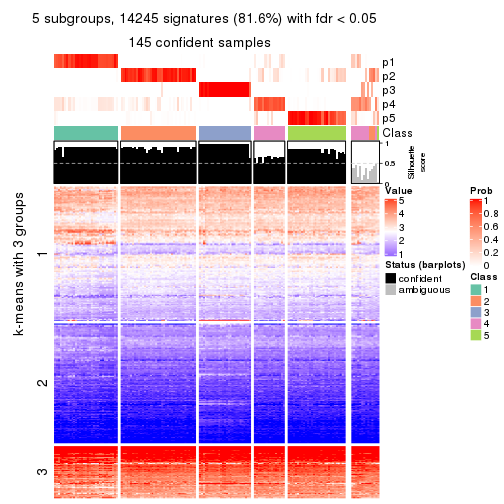 5 subgroups, 14245 signatures (81.6%) with fdr < 0.05
145 confident samples
p1
p2
p3
p4
p5
Class
1
0.5
0
Silhouette
score
k-means with 3 groups
1
2
3
Value
5
4
3
2
1
Status (barplots)
confident
ambiguous
Prob
1
0.8
0.6
0.4
0.2
0
Class
1
2
3
4
5